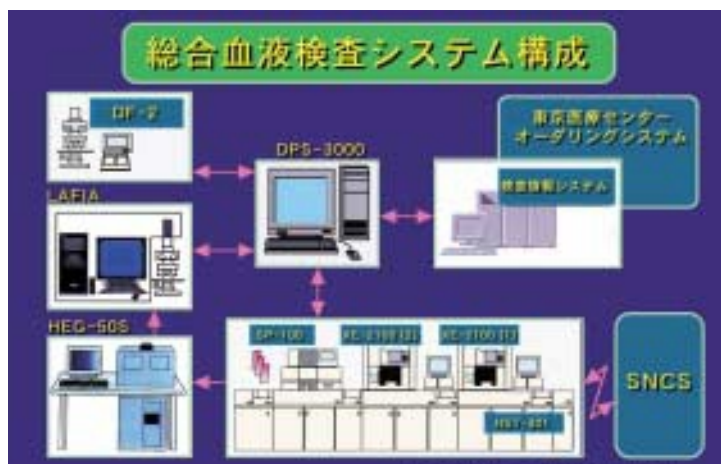 総合血液検査システム構成
DF-2
東京医療センター
オーダリングシステム
DPS-3000
検査情報システム
LAFIA
HEG-50S
SP-100
XE-2100(2)
XE-2100(1)
HST-301
SNCS